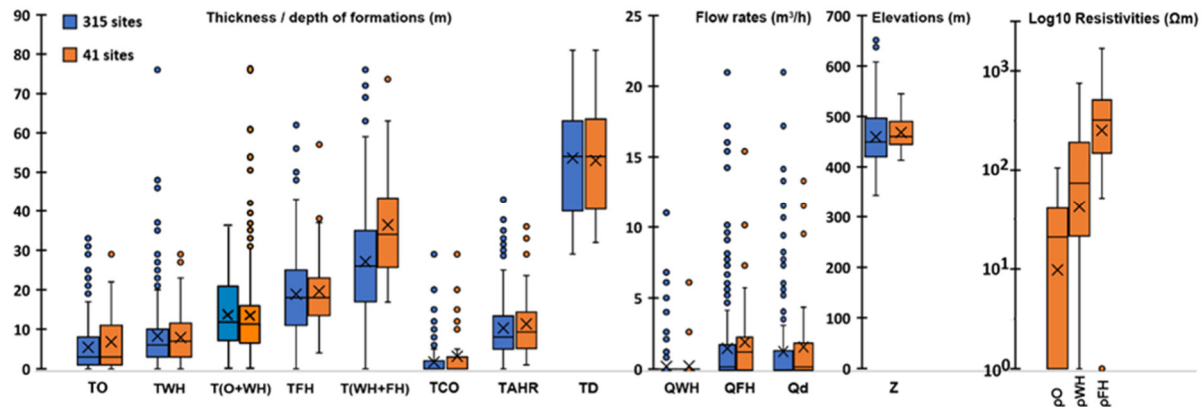 Thickness / depth of formations (m)
315 sites
41 sites
90
80
70
60
50
40
30
20
10
0
TO TWH T(O+WH) TFH T(WH+FH) TCO TAHR TD
Flow rates (m³/h)
25
20
15
10
5
0
QWH QFH Qd
Elevations (m)
700
600
500
400
300
200
100
0
Z
Log10 Resistivities (Ωm)
10³
10²
10¹
10⁰
ρO
ρWH
ρFH